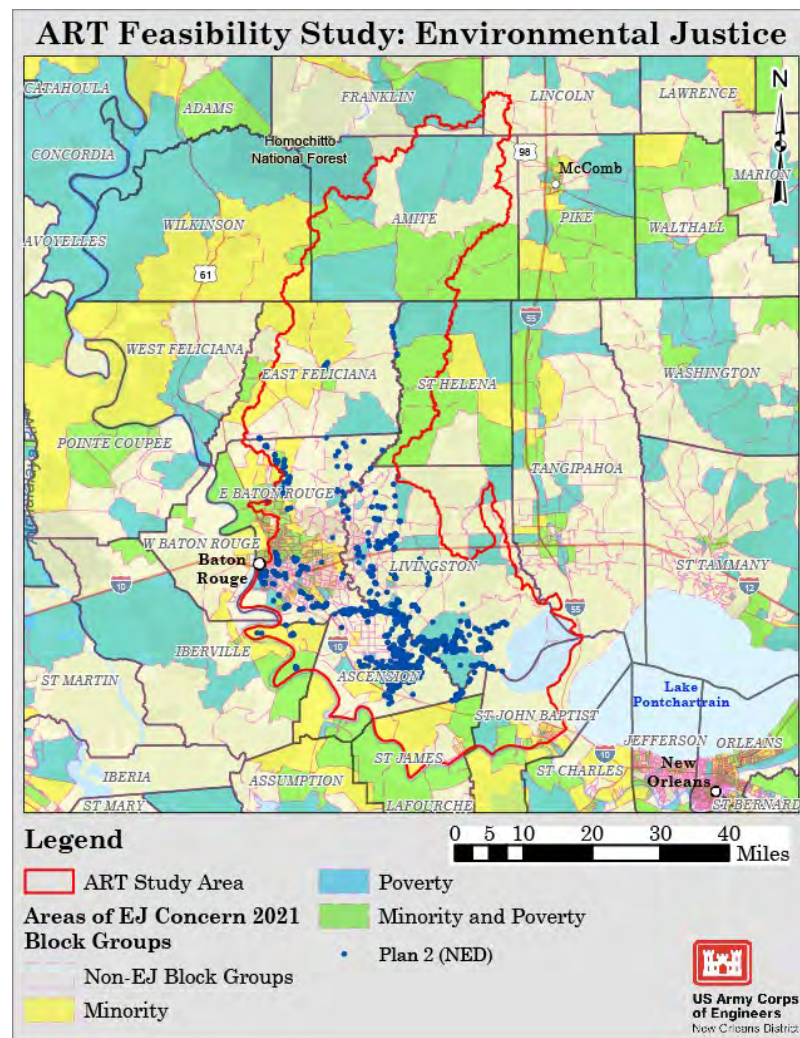 ART Feasibility Study: Environmental Justice
CATAHOULA
ADAMS
FRANKLIN
LINCOLN
LAWRENCE
N
Homochitto
National Forest
CONCORDIA
98
McComb
MARION
WILKINSON
AMITE
PIKE
WALTHALL
AVOYELLES
61
55
WEST FELICIANA
EAST FELICIANA
ST HELENA
WASHINGTON
POINTE COUPEE
TANGIPAHOA
E BATON ROUGE
W BATON ROUGE
Baton
Rouge
LIVINGSTON
ST TAMMANY
10
55
12
IBERVILLE
10
ST MARTIN
ASCENSION
Lake
Pontchartrain
ST JOHN BAPTIST
JEFFERSON
ORLEANS
ST JAMES
10
New
Orleans
IBERIA
ASSUMPTION
ST CHARLES
ST MARY
LAFOURCHE
ST BERNARD
Legend
0 5 10 20 30 40
Miles
ART Study Area
Areas of EJ Concern 2021
Block Groups
Non-EJ Block Groups
Minority
Poverty
Minority and Poverty
Plan 2 (NED)
US Army Corps
of Engineers
New Orleans District